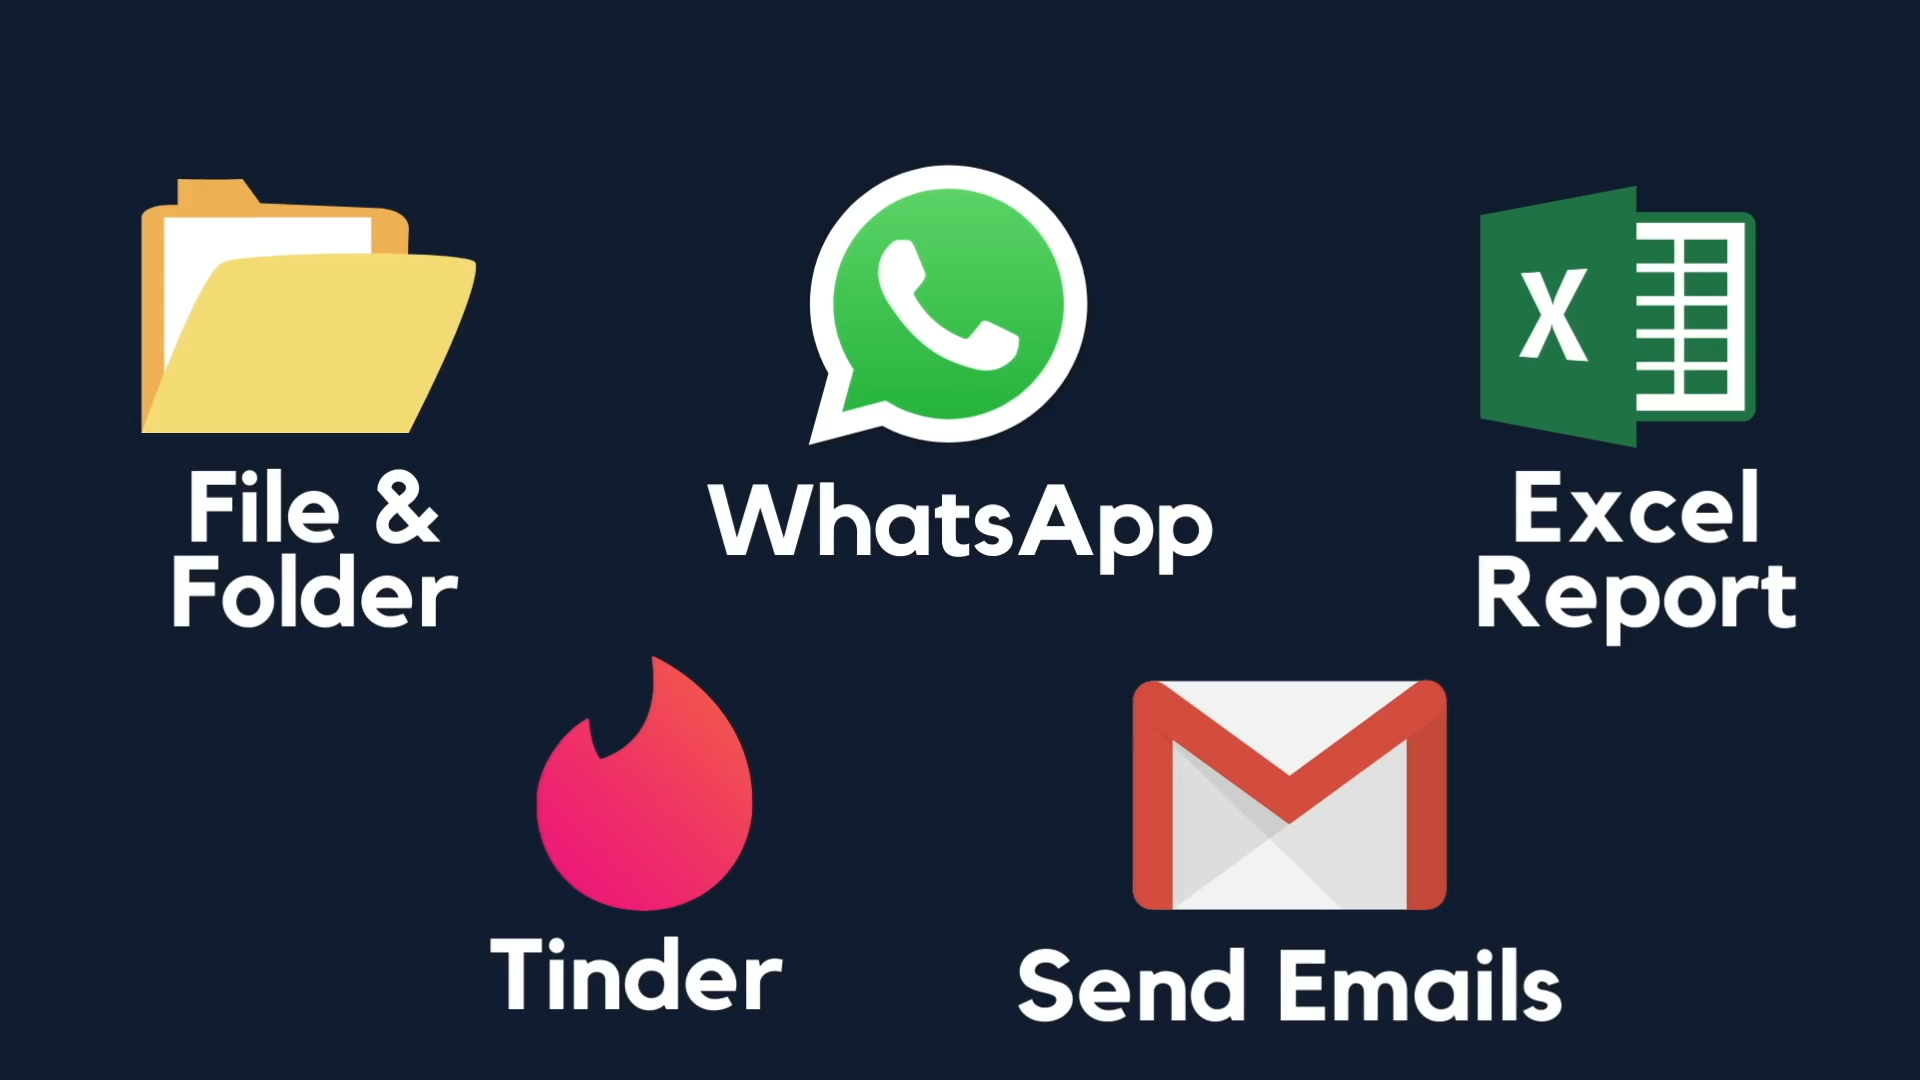 File &
Folder
WhatsApp
X
Excel
Report
Tinder
Send Emails